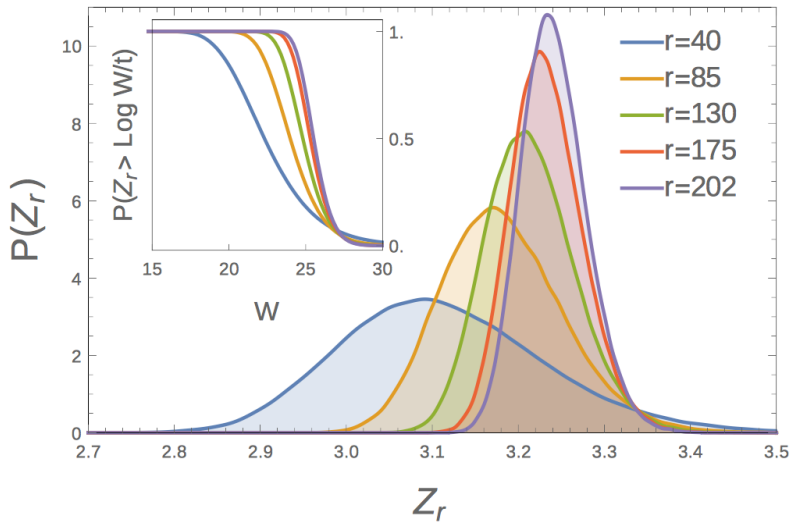 P(Z_r)
10
8
6
4
2
0
2.7 2.8 2.9 3.0 3.1 3.2 3.3 3.4 3.5
Z_r
P(Z_r > Log W/t)
1.
0.5
0.
15 20 25 30
W
r=40
r=85
r=130
r=175
r=202